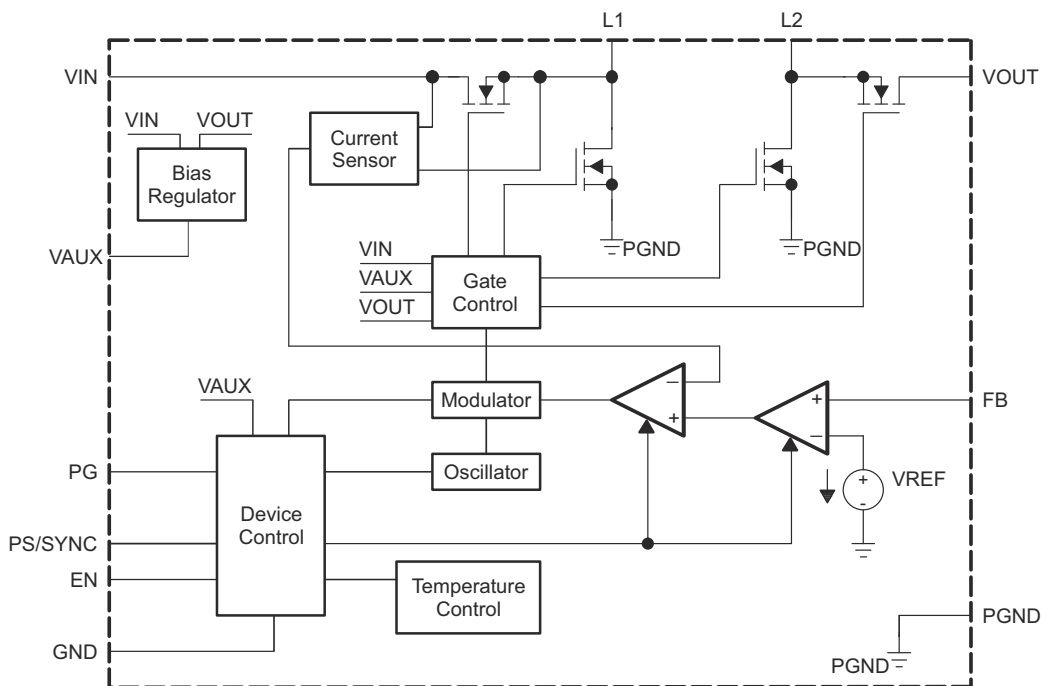 L1
L2
VIN
VOUT
VIN
VOUT
Current
Sensor
Bias
Regulator
VAUX
PGND
PGND
VIN
VAUX
VOUT
Gate
Control
VAUX
Modulator
−
+
+
−
FB
PG
Oscillator
+
-
VREF
Device
Control
PS/SYNC
EN
Temperature
Control
GND
PGND
PGND